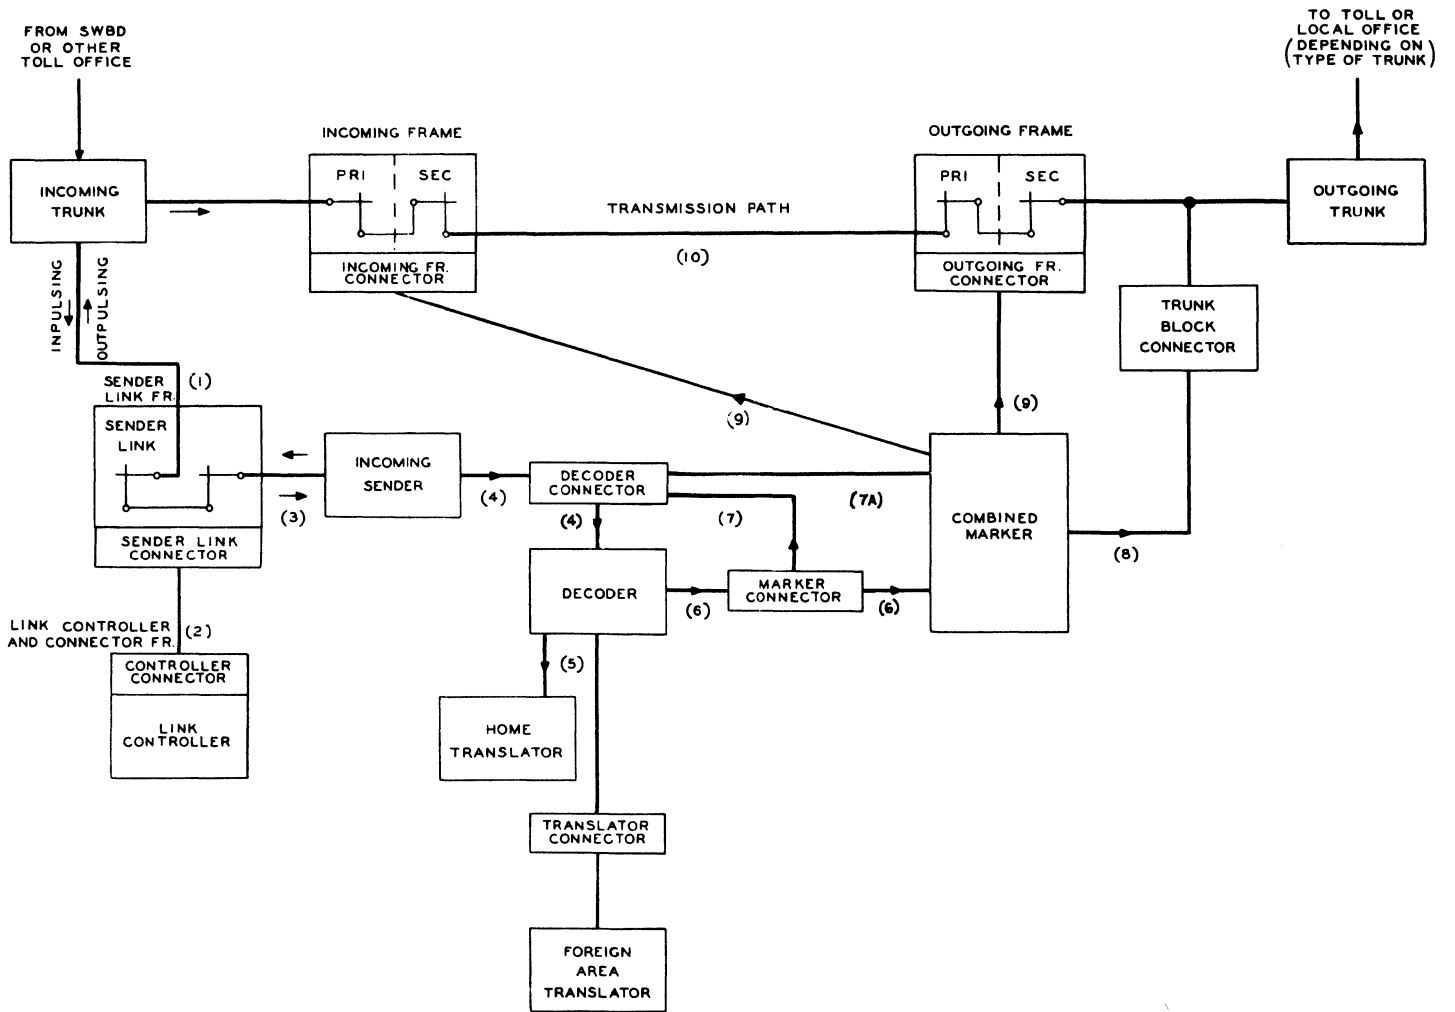 FROM SWBD
OR OTHER
TOLL OFFICE
TO TOLL OR
LOCAL OFFICE
(DEPENDING ON
TYPE OF TRUNK)
INCOMING FRAME
OUTGOING FRAME
INCOMING
TRUNK
PRI
SEC
INCOMING FR.
CONNECTOR
TRANSMISSION PATH
(10)
PRI
SEC
OUTGOING FR.
CONNECTOR
OUTGOING
TRUNK
INPULSING
OUTPULSING
TRUNK
BLOCK
CONNECTOR
SENDER
LINK FR.
(1)
(9)
(9)
SENDER
LINK
SENDER LINK
CONNECTOR
(3)
INCOMING
SENDER
(4)
DECODER
CONNECTOR
(4)
(7)
(7A)
COMBINED
MARKER
(8)
DECODER
(6)
MARKER
CONNECTOR
(6)
LINK CONTROLLER
AND CONNECTOR FR.
(2)
CONTROLLER
CONNECTOR
LINK
CONTROLLER
(5)
HOME
TRANSLATOR
TRANSLATOR
CONNECTOR
FOREIGN
AREA
TRANSLATOR